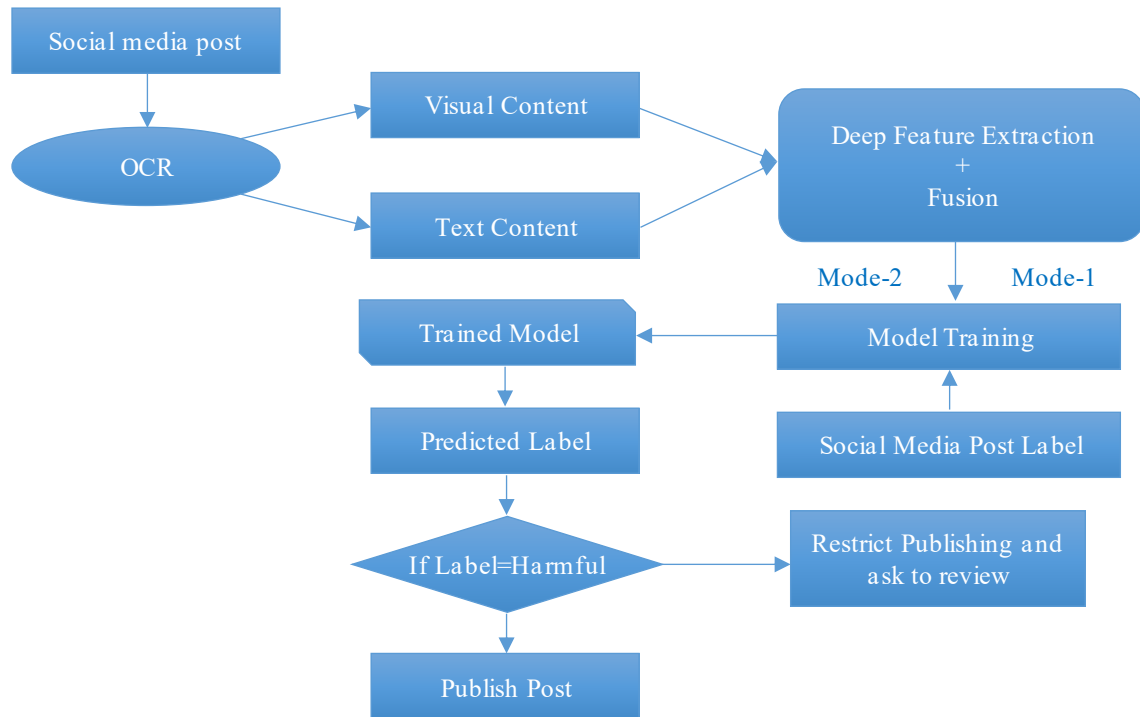 Social media post
OCR
Visual Content
Text Content
Deep Feature Extraction
+
Fusion
Mode-2
Mode-1
Model Training
Social Media Post Label
Trained Model
Predicted Label
If Label=Harmful
Restrict Publishing and
ask to review
Publish Post